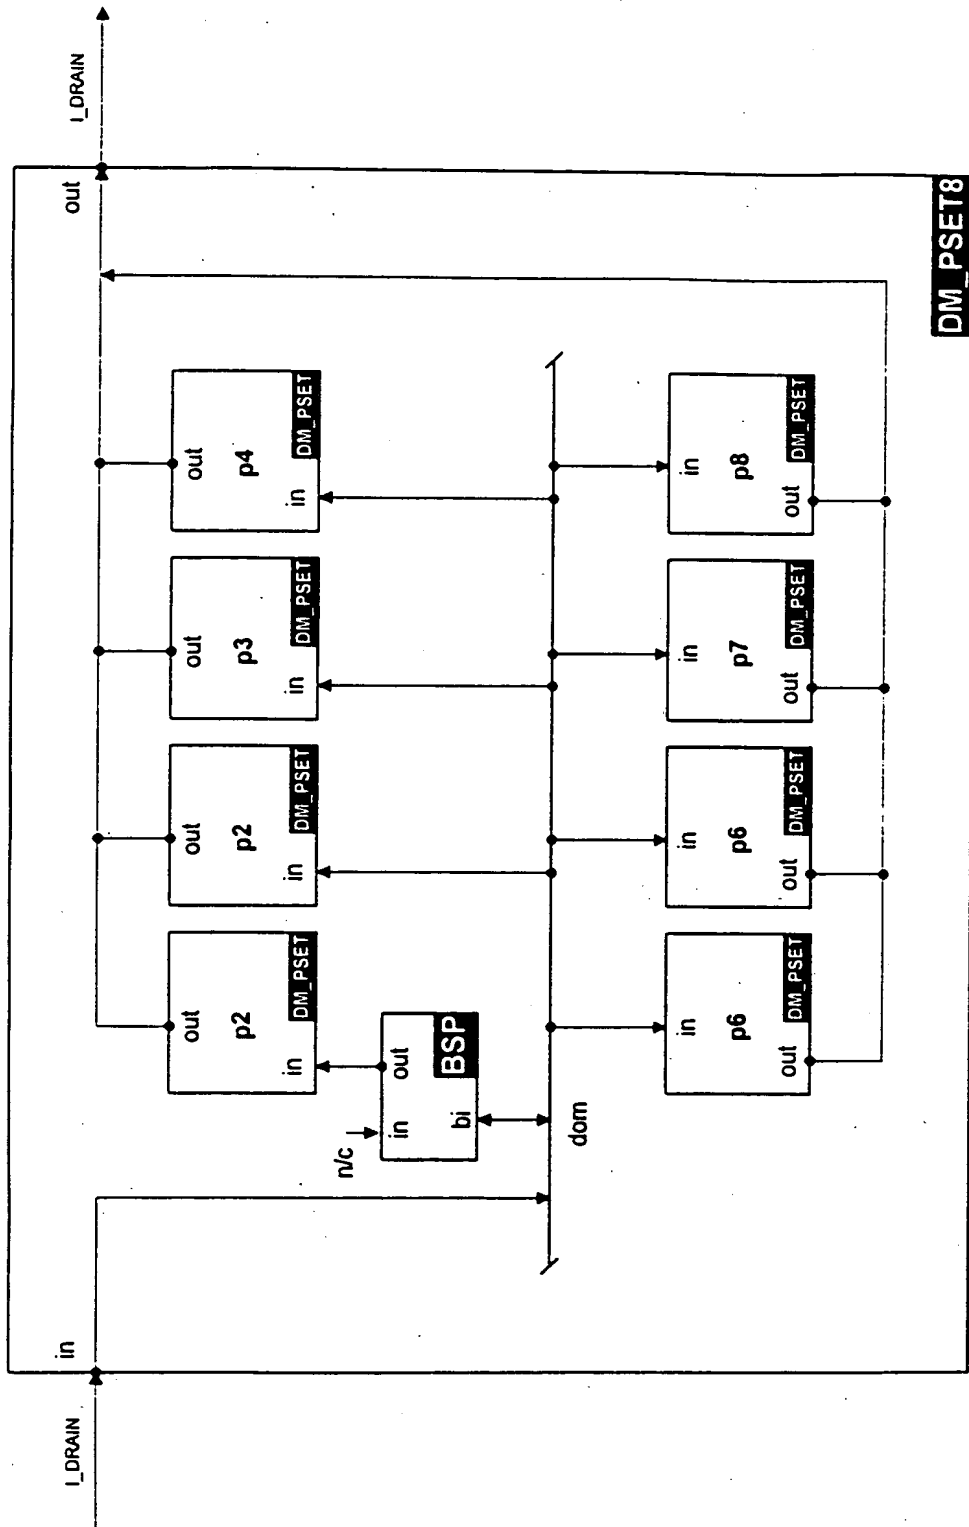 I_DRAIN
in
out
I_DRAIN
out
p2
in
DM_PSET
out
p2
in
DM_PSET
out
p3
in
DM_PSET
out
p4
in
DM_PSET
n/c
in
out
bi
BSP
dom
in
p6
out
DM_PSET
in
p6
out
DM_PSET
in
p7
out
DM_PSET
in
p8
out
DM_PSET
DM_PSET8